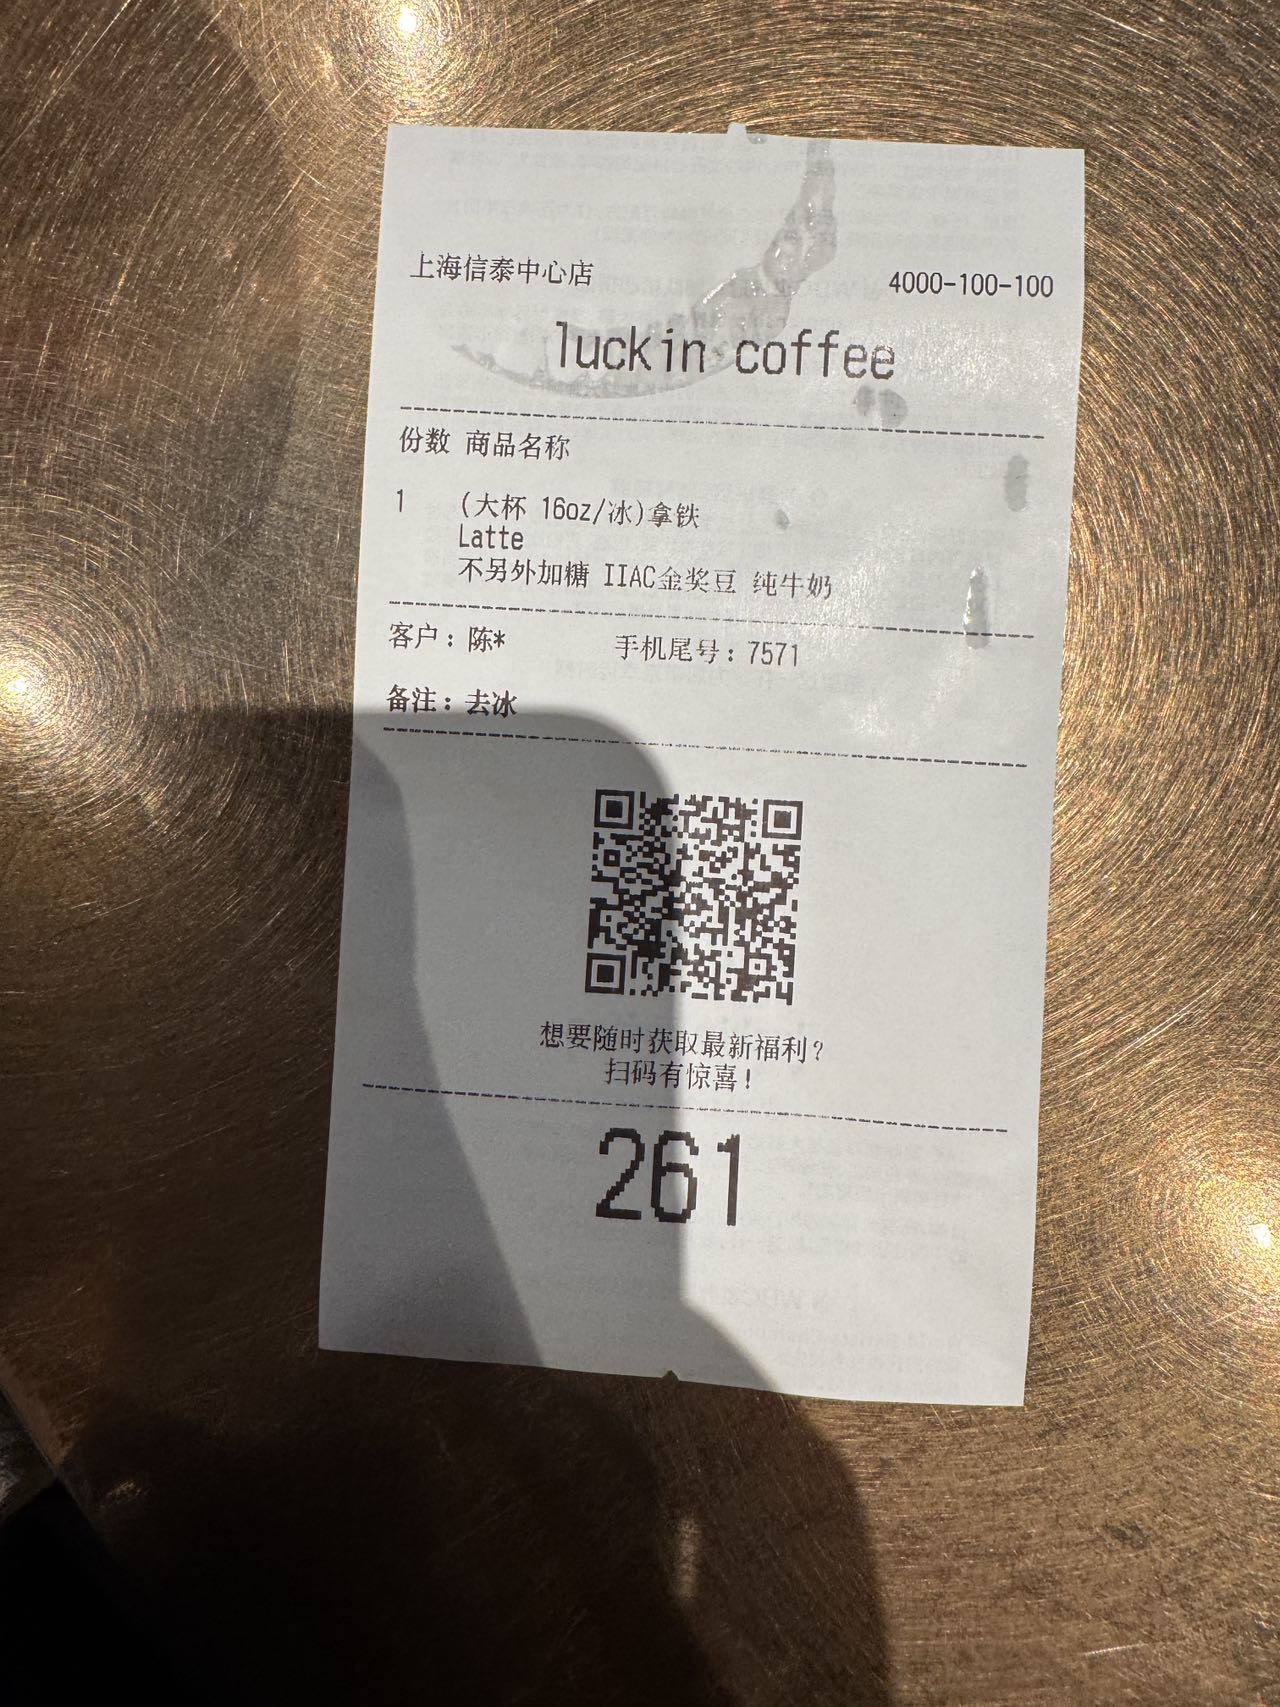 上海信泰中心店 4000-100-100
luckin coffee
份数 商品名称
1 (大杯 16oz/冰)拿铁
Latte
不另外加糖 IIAC金奖豆 纯牛奶
客户：陈* 手机尾号：7571
备注：去冰
想要随时获取最新福利？
扫码有惊喜！
261